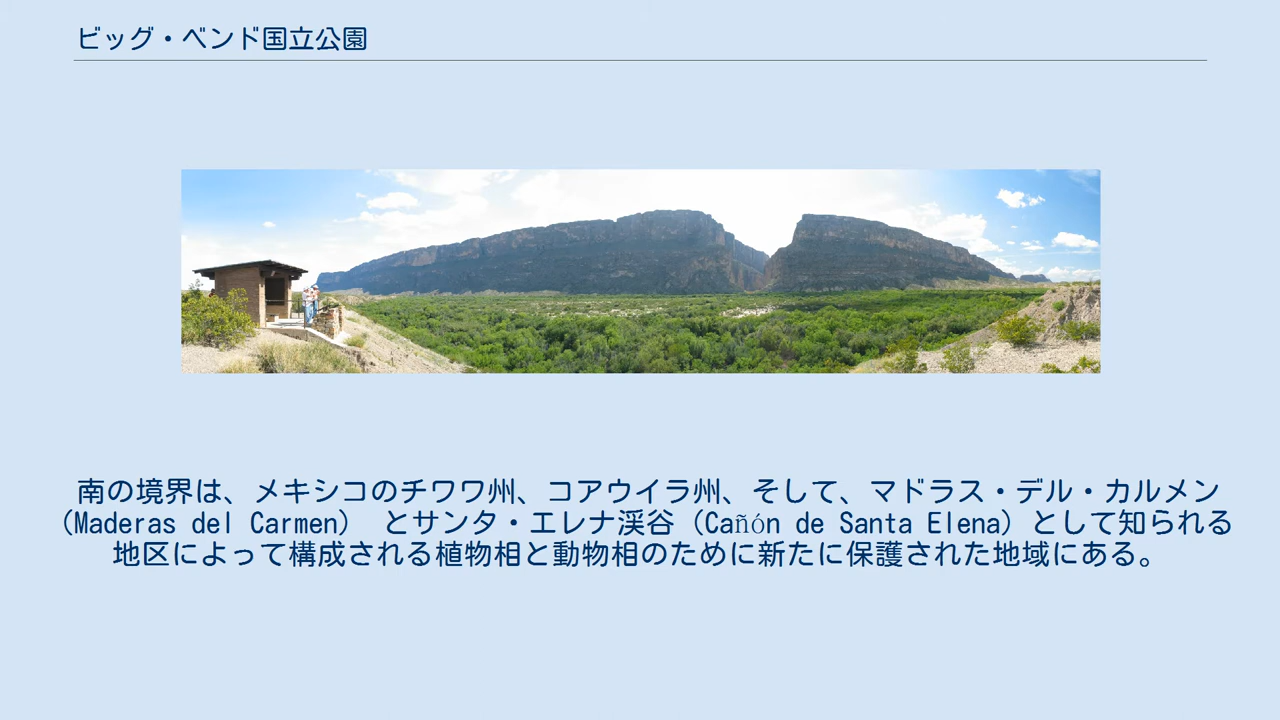 ビッグ・ベンド国立公園
南の境界は、メキシコのチワワ州、コアウイラ州、そして、マドラス・デル・カルメン
（Maderas del Carmen） とサンタ・エレナ渓谷（Cañón de Santa Elena）として知られる
地区によって構成される植物相と動物相のために新たに保護された地域にある。